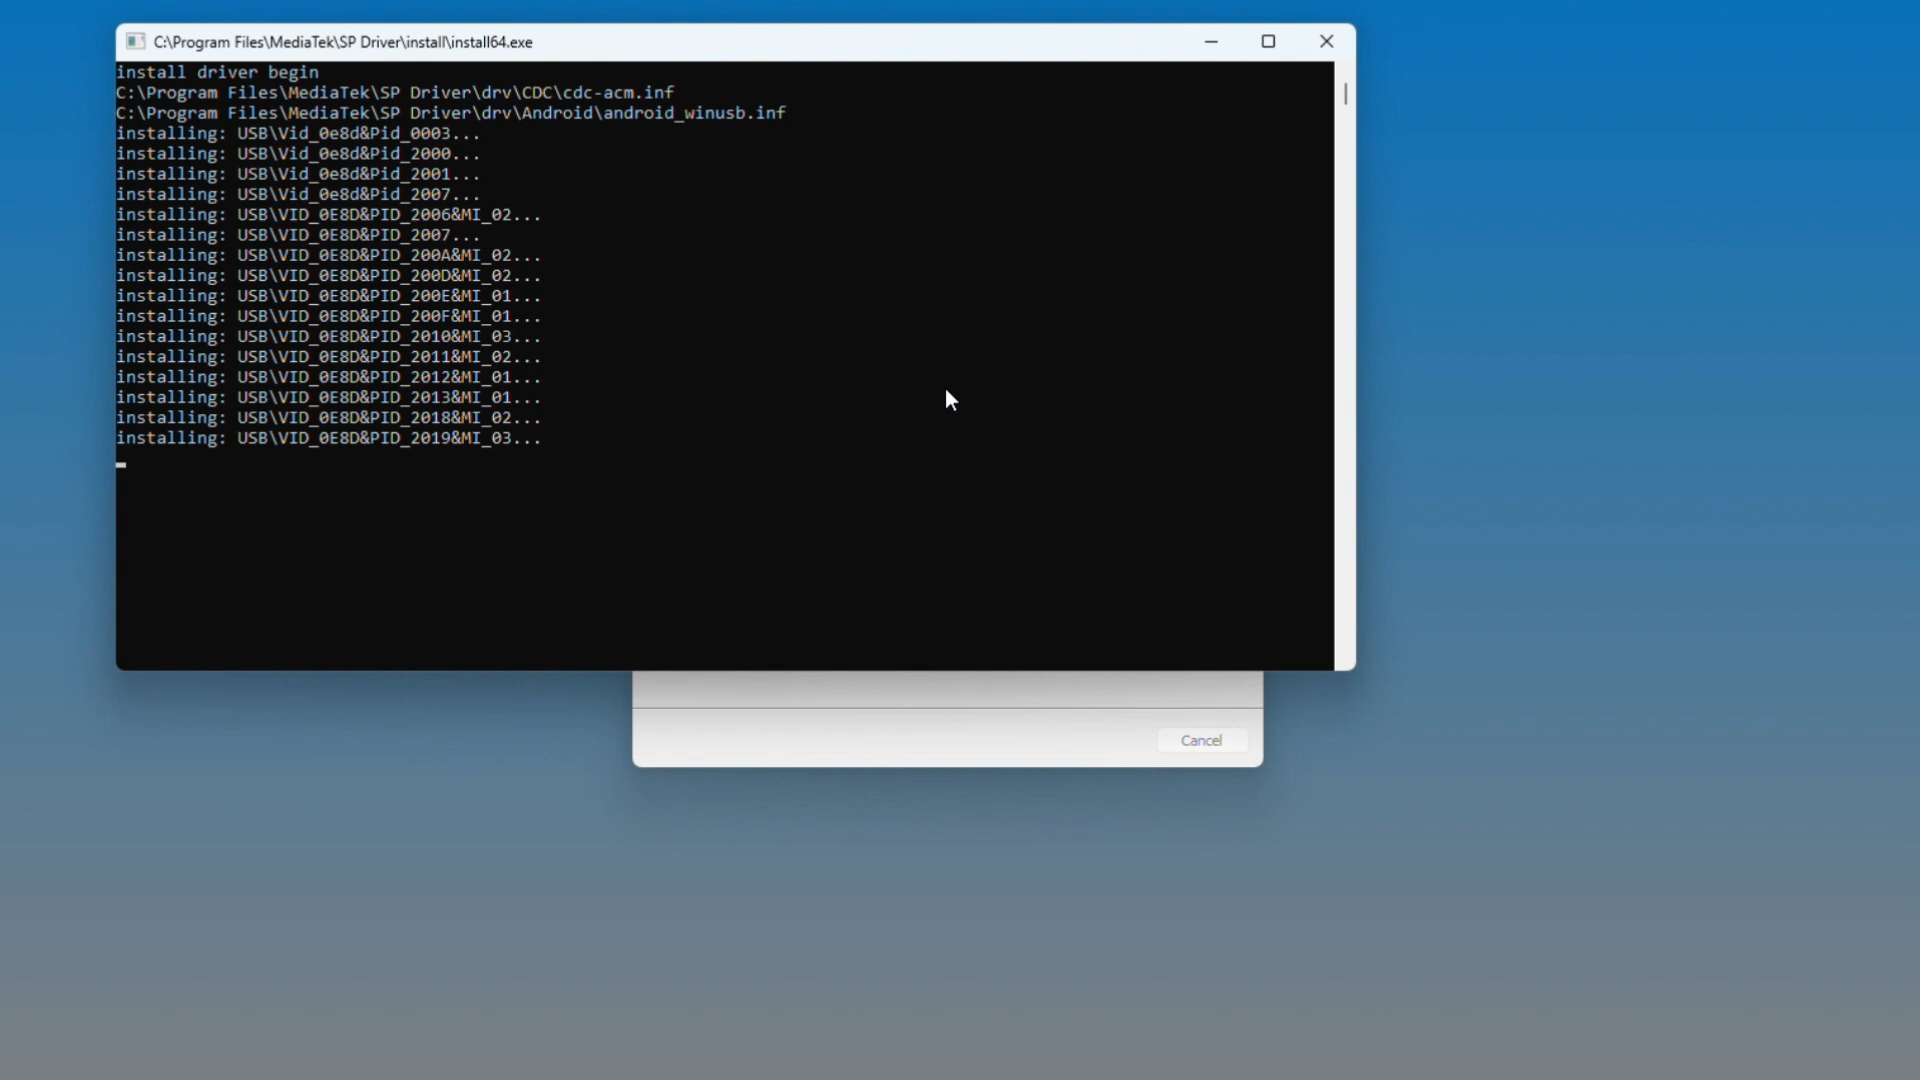 C:\Program Files\MediaTek\SP Driver\install\install64.exe
install driver begin
C:\Program Files\MediaTek\SP Driver\drv\CDC\cdc-acm.inf
C:\Program Files\MediaTek\SP Driver\drv\Android\android_winusb.inf
installing: USB\Vid_0e8d&Pid_0003...
installing: USB\Vid_0e8d&Pid_2000...
installing: USB\Vid_0e8d&Pid_2001...
installing: USB\Vid_0e8d&Pid_2007...
installing: USB\VID_0E8D&PID_2006&MI_02...
installing: USB\VID_0E8D&PID_2007...
installing: USB\VID_0E8D&PID_200A&MI_02...
installing: USB\VID_0E8D&PID_200D&MI_02...
installing: USB\VID_0E8D&PID_200E&MI_01...
installing: USB\VID_0E8D&PID_200F&MI_01...
installing: USB\VID_0E8D&PID_2010&MI_03...
installing: USB\VID_0E8D&PID_2011&MI_02...
installing: USB\VID_0E8D&PID_2012&MI_01...
installing: USB\VID_0E8D&PID_2013&MI_01...
installing: USB\VID_0E8D&PID_2018&MI_02...
installing: USB\VID_0E8D&PID_2019&MI_03...
Cancel